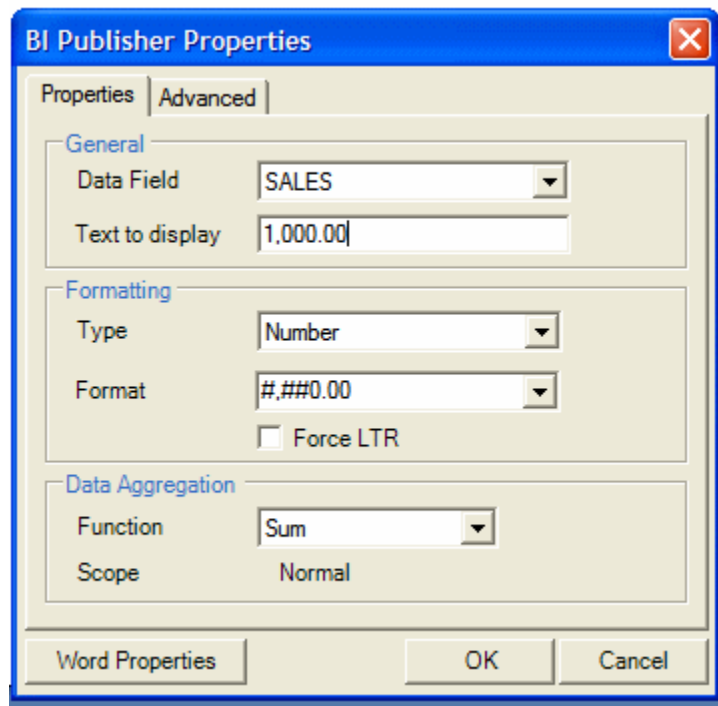 BI Publisher Properties
Properties Advanced
General
Data Field SALES
Text to display 1,000.00
Formatting
Type Number
Format #,##0.00
Force LTR
Data Aggregation
Function Sum
Scope Normal
Word Properties OK Cancel